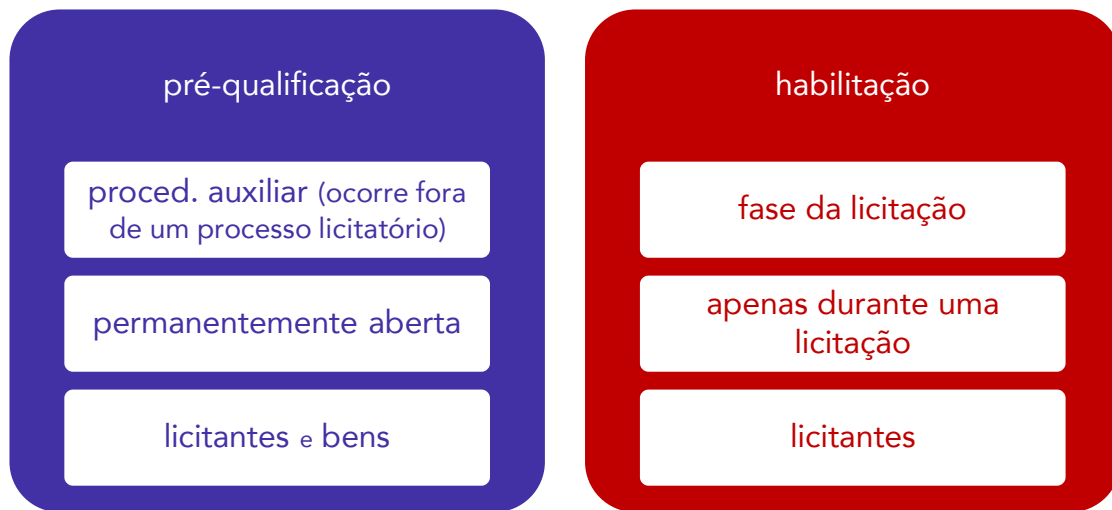 pré-qualificação
proced. auxiliar (ocorre fora
de um processo licitatório)
permanentemente aberta
licitantes e bens
habilitação
fase da licitação
apenas durante uma
licitação
licitantes